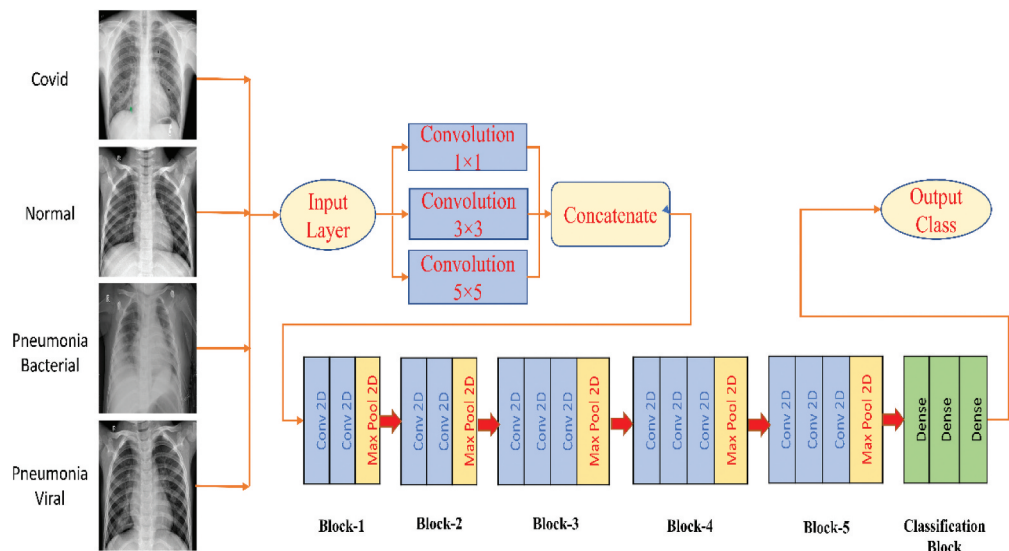 Covid
Normal
Pneumonia
Bacterial
Pneumonia
Viral
Input
Layer
Convolution
1×1
Convolution
3×3
Convolution
5×5
Concatenate
Output
Class
Conv 2D
Conv 2D
Max Pool 2D
Conv 2D
Conv 2D
Max Pool 2D
Conv 2D
Conv 2D
Conv 2D
Max Pool 2D
Conv 2D
Conv 2D
Conv 2D
Max Pool 2D
Conv 2D
Conv 2D
Conv 2D
Max Pool 2D
Dense
Dense
Dense
Block-1
Block-2
Block-3
Block-4
Block-5
Classification
Block